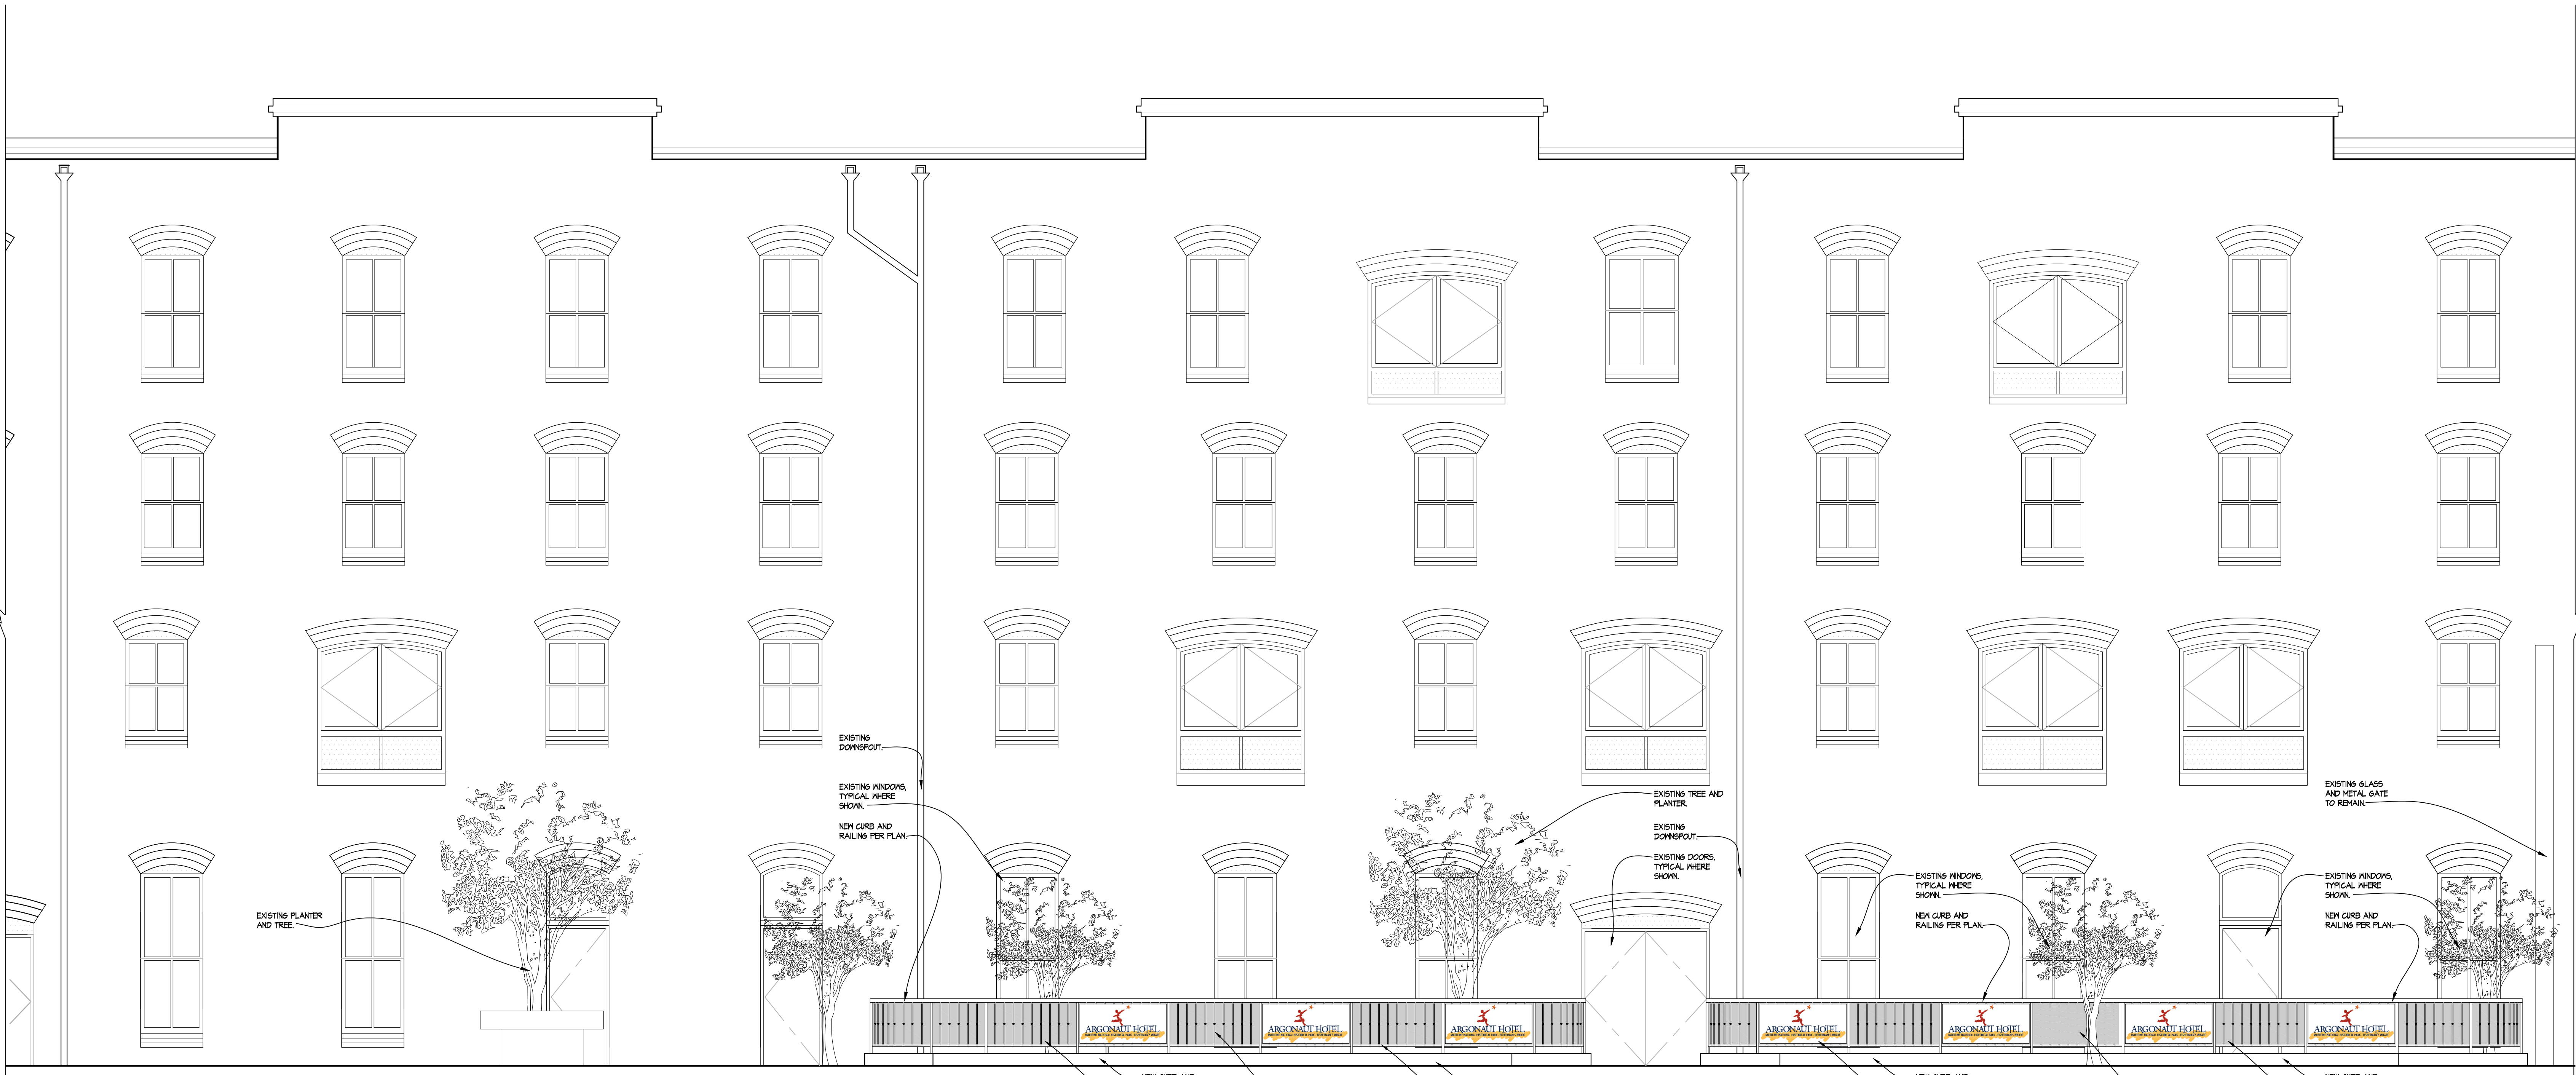 EXISTING
DOWNSPOUT.
EXISTING WINDOWS,
TYPICAL WHERE
SHOWN.
NEW CURB AND
RAILING PER PLAN.
EXISTING PLANTER
AND TREE.
EXISTING TREE AND
PLANTER.
EXISTING
DOWNSPOUT.
EXISTING DOORS,
TYPICAL WHERE
SHOWN.
EXISTING WINDOWS,
TYPICAL WHERE
SHOWN.
NEW CURB AND
RAILING PER PLAN.
EXISTING GLASS
AND METAL GATE
TO REMAIN.
EXISTING WINDOWS,
TYPICAL WHERE
SHOWN.
NEW CURB AND
RAILING PER PLAN.
ARGONAUT HOTEL
ARGONAUT HOTEL
ARGONAUT HOTEL
ARGONAUT HOTEL
ARGONAUT HOTEL
ARGONAUT HOTEL
ARGONAUT HOTEL